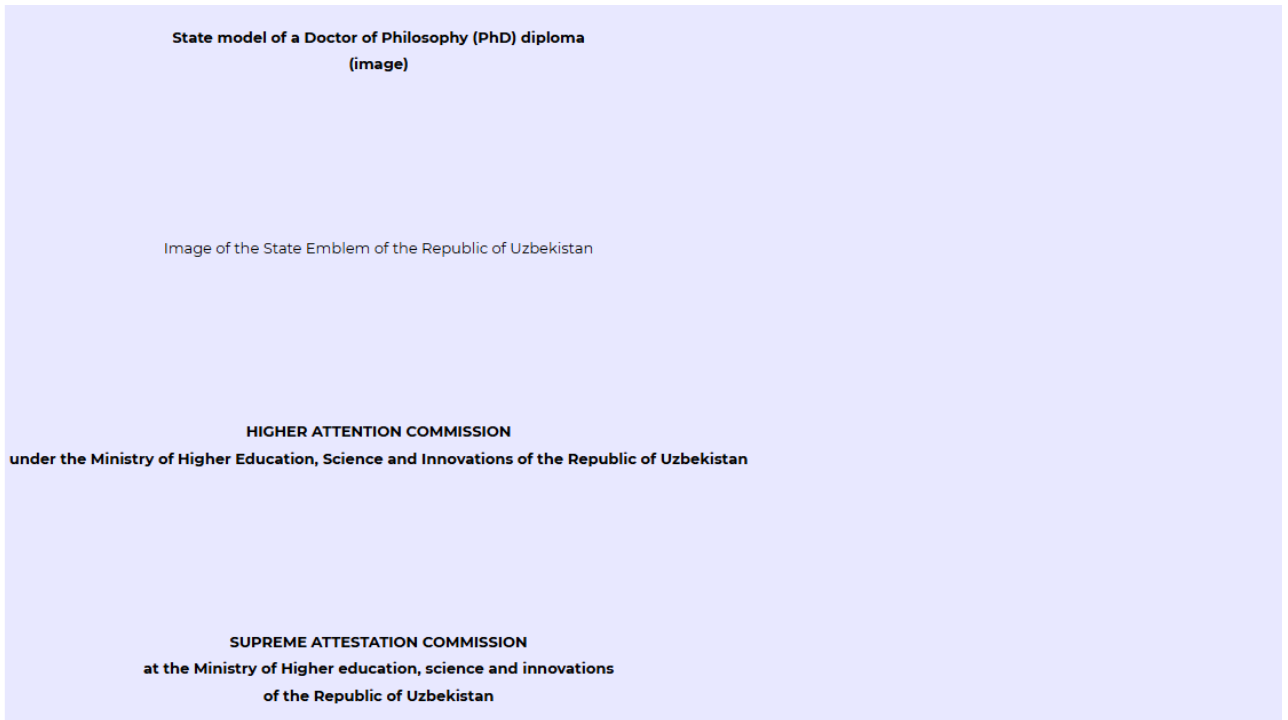 State model of a Doctor of Philosophy (PhD) diploma
(image)
Image of the State Emblem of the Republic of Uzbekistan
HIGHER ATTENTION COMMISSION
under the Ministry of Higher Education, Science and Innovations of the Republic of Uzbekistan
SUPREME ATTESTATION COMMISSION
at the Ministry of Higher education, science and innovations
of the Republic of Uzbekistan